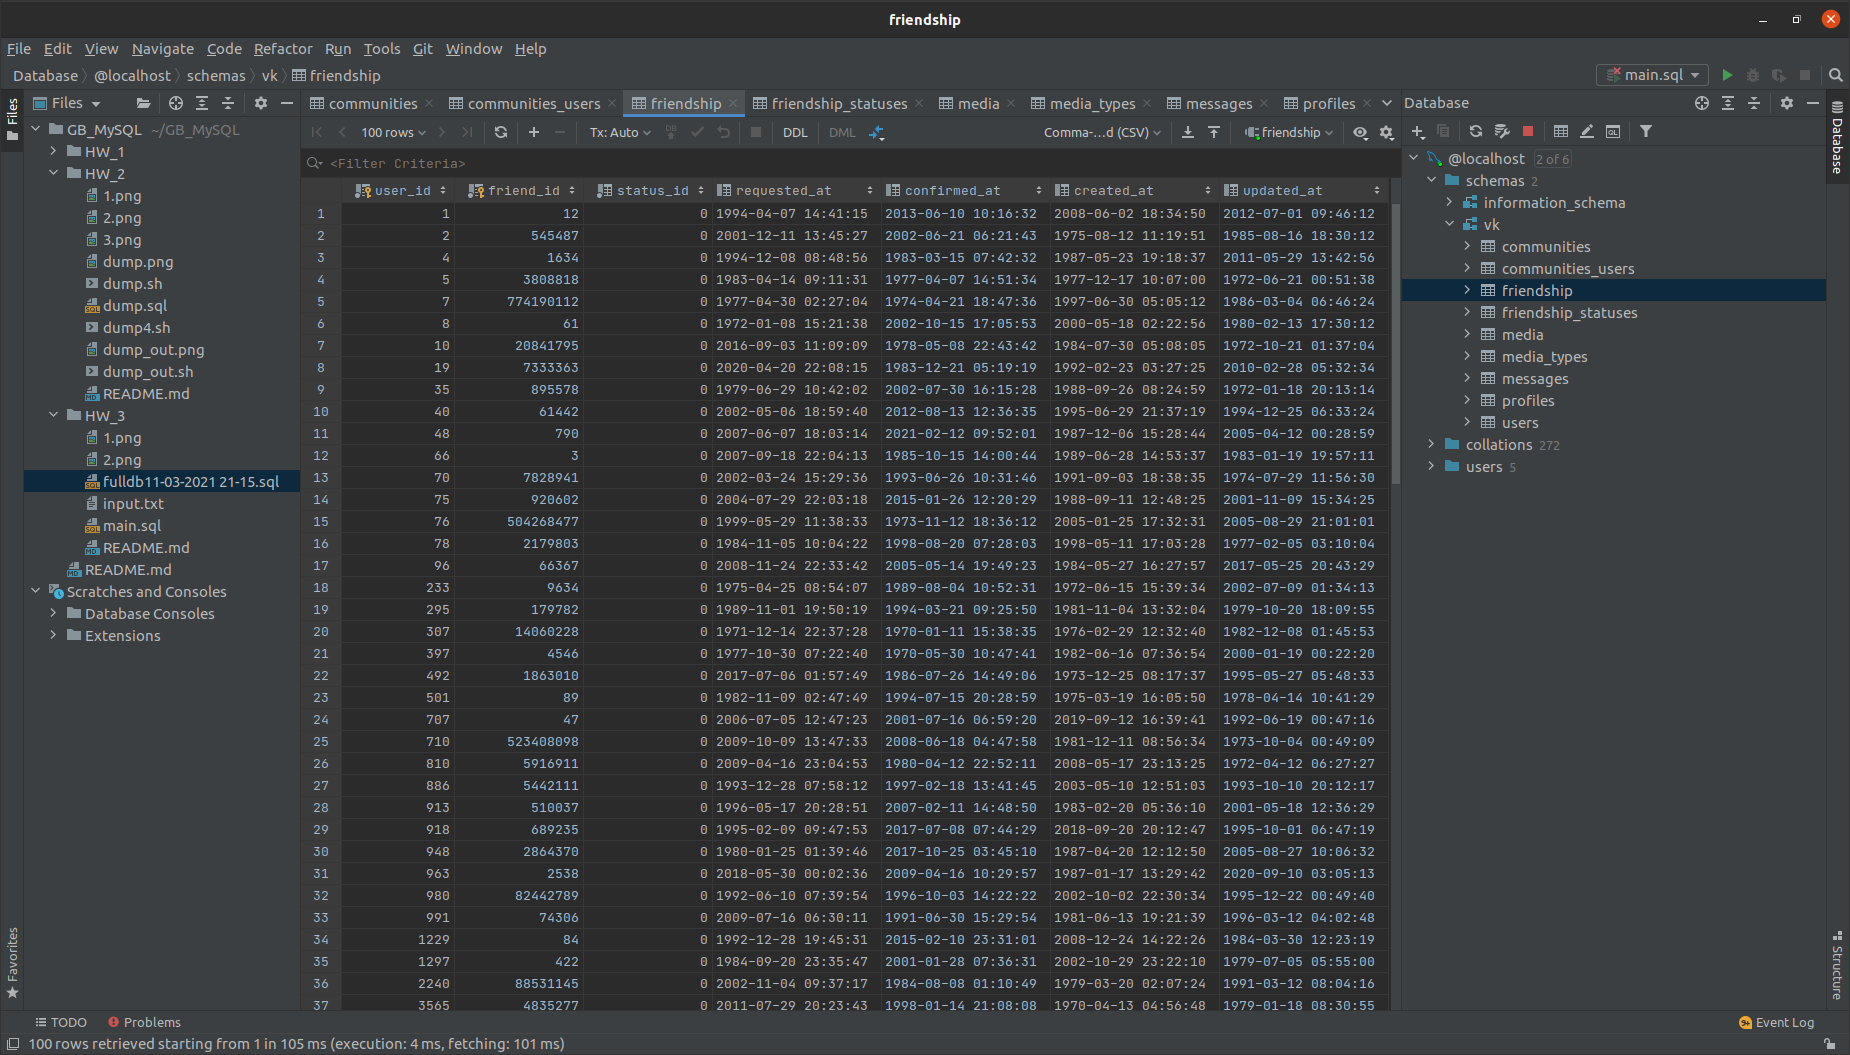 friendship
File Edit View Navigate Code Refactor Run Tools Git Window Help
Database @localhost schemas vk friendship
main.sql
Files
Files
GB_MySQL ~/GB_MySQL
HW_1
HW_2
1.png
2.png
3.png
dump.png
dump.sh
dump.sql
dump4.sh
dump_out.png
dump_out.sh
README.md
HW_3
1.png
2.png
fulldb11-03-2021 21-15.sql
input.txt
main.sql
README.md
README.md
Scratches and Consoles
Database Consoles
Extensions
Favorites
communities communities_users friendship friendship_statuses media media_types messages profiles
100 rows Tx: Auto DB DDL DML Comma-...d (CSV) friendship
<Filter Criteria>
user_id friend_id status_id requested_at confirmed_at created_at updated_at
1 1 12 0 1994-04-07 14:41:15 2013-06-10 10:16:32 2008-06-02 18:34:50 2012-07-01 09:46:12
2 2 545487 0 2001-12-11 13:45:27 2002-06-21 06:21:43 1975-08-12 11:19:51 1985-08-16 18:30:12
3 4 1634 0 1994-12-08 08:48:56 1983-03-15 07:42:32 1987-05-23 19:18:37 2011-05-29 13:42:56
4 5 3808818 0 1983-04-14 09:11:31 1977-04-07 14:51:34 1977-12-17 10:07:00 1972-06-21 00:51:38
5 7 774190112 0 1977-04-30 02:27:04 1974-04-21 18:47:36 1997-06-30 05:05:12 1986-03-04 06:46:24
6 8 61 0 1972-01-08 15:21:38 2002-10-15 17:05:53 2000-05-18 02:22:56 1980-02-13 17:30:12
7 10 20841795 0 2016-09-03 11:09:09 1978-05-08 22:43:42 1984-07-30 05:08:05 1972-10-21 01:37:04
8 19 7333363 0 2020-04-20 22:08:15 1983-12-21 05:19:19 1992-02-23 03:27:25 2010-02-28 05:32:34
9 35 895578 0 1979-06-29 10:42:02 2002-07-30 16:15:28 1988-09-26 08:24:59 1972-01-18 20:13:14
10 40 61442 0 2002-05-06 18:59:40 2012-08-13 12:36:35 1995-06-29 21:37:19 1994-12-25 06:33:24
11 48 790 0 2007-06-07 18:03:14 2021-02-12 09:52:01 1987-12-06 15:28:44 2005-04-12 00:28:59
12 66 3 0 2007-09-18 22:04:13 1985-10-15 14:00:44 1989-06-28 14:53:37 1983-01-19 19:57:11
13 70 7828941 0 2002-03-24 15:29:36 1993-06-26 10:31:46 1991-09-03 18:38:35 1974-07-29 11:56:30
14 75 920602 0 2004-07-29 22:03:18 2015-01-26 12:20:29 1988-09-11 12:48:25 2001-11-09 15:34:25
15 76 504268477 0 1999-05-29 11:38:33 1973-11-12 18:36:12 2005-01-25 17:32:31 2005-08-29 21:01:01
16 78 2179803 0 1984-11-05 10:04:22 1998-08-20 07:28:03 1998-05-11 17:03:28 1977-02-05 03:10:04
17 96 66367 0 2008-11-24 22:33:42 2005-05-14 19:49:23 1984-05-27 16:27:57 2017-05-25 20:43:29
18 233 9634 0 1975-04-25 08:54:07 1989-08-04 10:52:31 1972-06-15 15:39:34 2002-07-09 01:34:13
19 295 179782 0 1989-11-01 19:50:19 1994-03-21 09:25:50 1981-11-04 13:32:04 1979-10-20 18:09:55
20 307 14060228 0 1971-12-14 22:37:28 1970-01-11 15:38:35 1976-02-29 12:32:40 1982-12-08 01:45:53
21 397 4546 0 1977-10-30 07:22:40 1970-05-30 10:47:41 1982-06-16 07:36:54 2000-01-19 00:22:20
22 492 1863010 0 2017-07-06 01:57:49 1986-07-26 14:49:06 1973-12-25 08:17:37 1995-05-27 05:48:33
23 501 89 0 1982-11-09 02:47:49 1994-07-15 20:28:59 1975-03-19 16:05:50 1978-04-14 10:41:29
24 707 47 0 2006-07-05 12:47:23 2001-07-16 06:59:20 2019-09-12 16:39:41 1992-06-19 00:47:16
25 710 523408098 0 2009-10-09 13:47:33 2008-06-18 04:47:58 1981-12-11 08:56:34 1973-10-04 00:49:09
26 810 5916911 0 2009-04-16 23:04:53 1980-04-12 22:52:11 2008-05-17 23:13:25 1972-04-12 06:27:27
27 886 5442111 0 1993-12-28 07:58:12 1997-02-18 13:41:45 2003-05-10 12:51:03 1993-10-10 20:12:17
28 913 510037 0 1996-05-17 20:28:51 2007-02-11 14:48:50 1983-02-20 05:36:10 2001-05-18 12:36:29
29 918 689235 0 1995-02-09 09:47:53 2017-07-08 07:44:29 2018-09-20 20:12:47 1995-10-01 06:47:19
30 948 2864370 0 1980-01-25 01:39:46 2017-10-25 03:45:10 1987-04-20 12:12:50 2005-08-27 10:06:32
31 963 2538 0 2018-05-30 00:02:36 2009-04-16 10:29:57 1987-01-17 13:29:42 2020-09-10 03:05:13
32 980 82442789 0 1992-06-10 07:39:54 1996-10-03 14:22:22 2002-10-02 22:30:34 1995-12-22 00:49:40
33 991 74306 0 2009-07-16 06:30:11 1991-06-30 15:29:54 1981-06-13 19:21:39 1996-03-12 04:02:48
34 1229 84 0 1992-12-28 19:45:31 2015-02-10 23:31:01 2008-12-24 14:22:26 1984-03-30 12:23:19
35 1297 422 0 1984-09-20 23:35:47 2001-01-28 07:36:31 2002-10-29 23:22:10 1979-07-05 05:55:00
36 2240 88531145 0 2002-11-04 09:37:17 1984-08-08 01:10:49 1979-03-20 02:07:24 1991-03-12 08:04:16
37 3565 4835277 0 2011-07-29 20:23:43 1998-01-14 21:08:08 1970-04-13 04:56:48 1979-01-18 08:30:55
Database
@localhost 2 of 6
schemas 2
information_schema
vk
communities
communities_users
friendship
friendship_statuses
media
media_types
messages
profiles
users
collations 272
users 5
Database
Structure
TODO Problems
9+ Event Log
100 rows retrieved starting from 1 in 105 ms (execution: 4 ms, fetching: 101 ms)